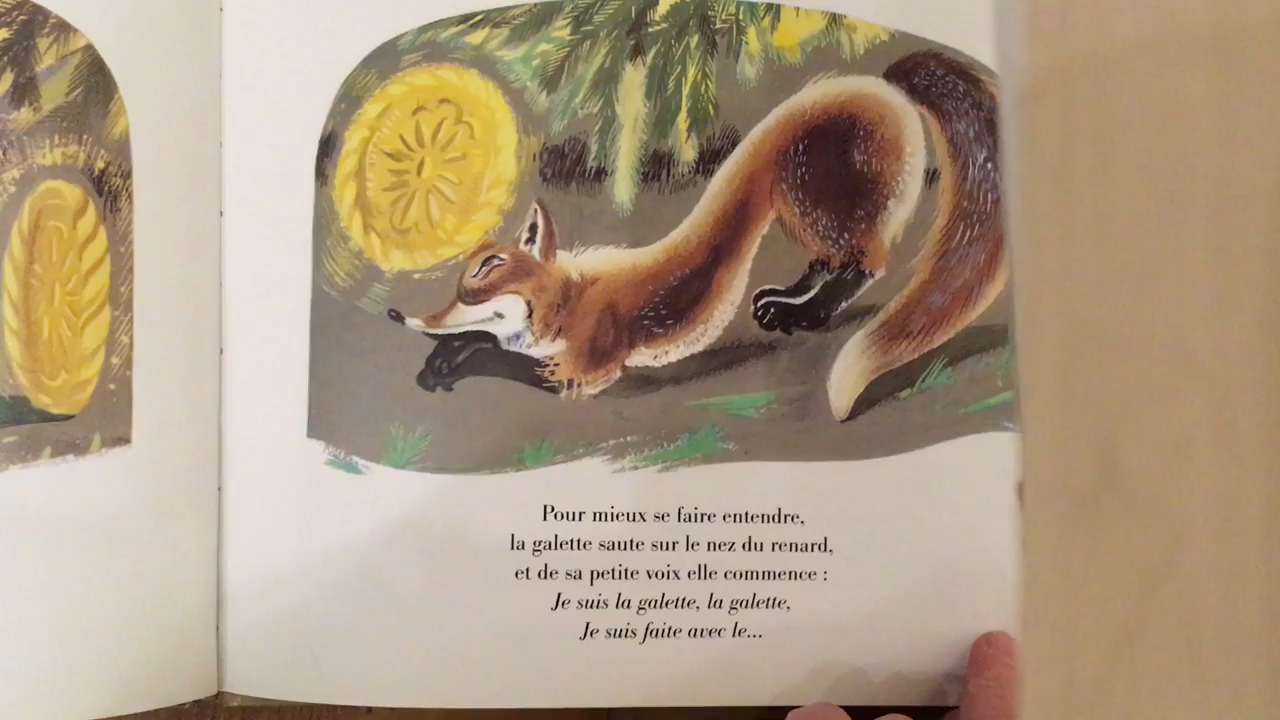 Pour mieux se faire entendre,
la galette saute sur le nez du renard,
et de sa petite voix elle commence :
Je suis la galette, la galette,
Je suis faite avec le...